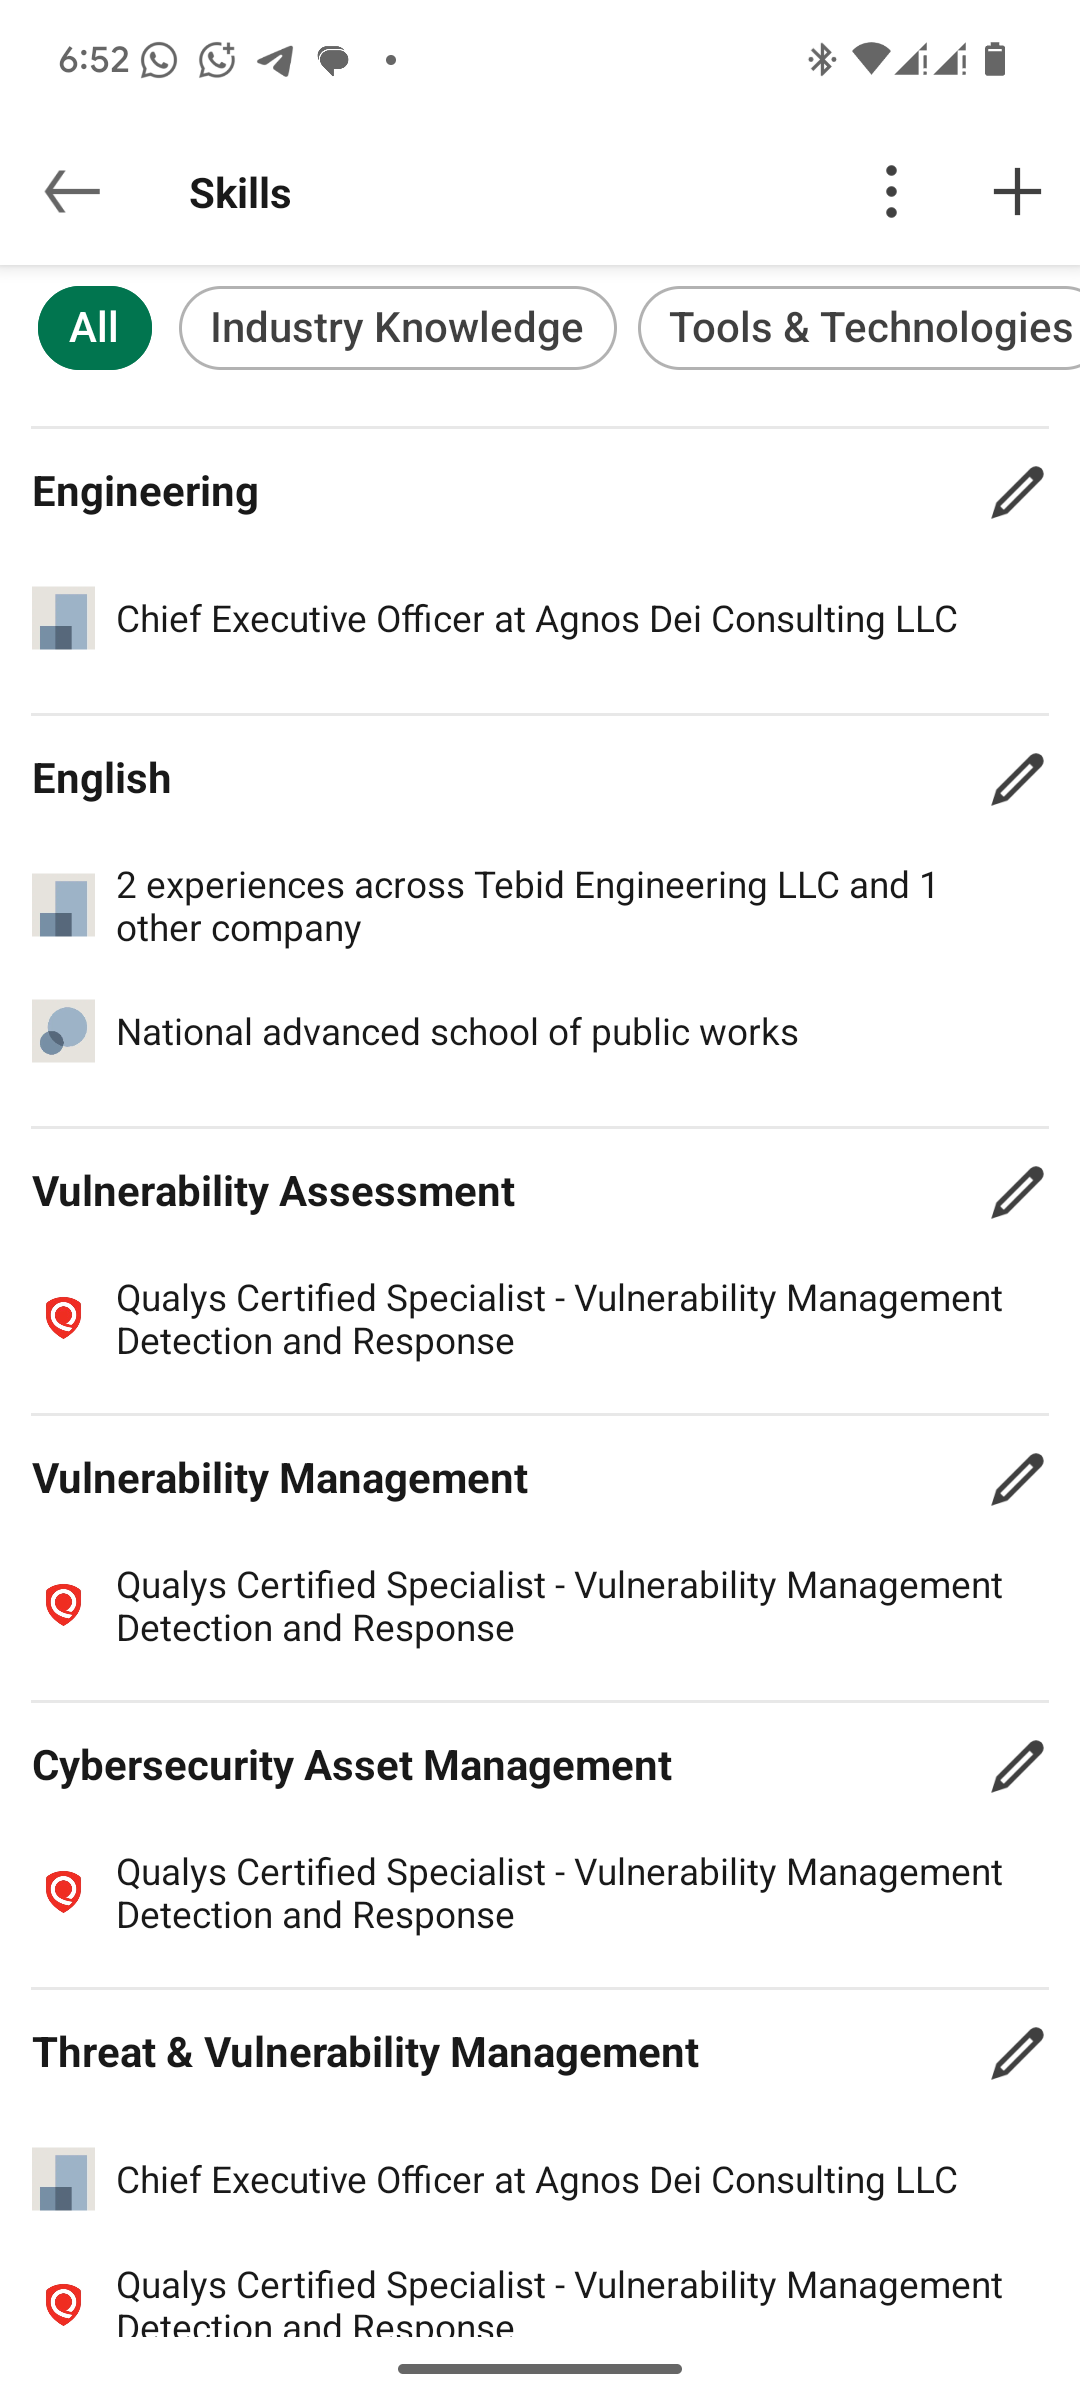 6:52
Skills
All
Industry Knowledge
Tools & Technologies
Engineering
Chief Executive Officer at Agnos Dei Consulting LLC
English
2 experiences across Tebid Engineering LLC and 1
other company
National advanced school of public works
Vulnerability Assessment
Qualys Certified Specialist - Vulnerability Management
Detection and Response
Vulnerability Management
Qualys Certified Specialist - Vulnerability Management
Detection and Response
Cybersecurity Asset Management
Qualys Certified Specialist - Vulnerability Management
Detection and Response
Threat & Vulnerability Management
Chief Executive Officer at Agnos Dei Consulting LLC
Qualys Certified Specialist - Vulnerability Management
Detection and Response